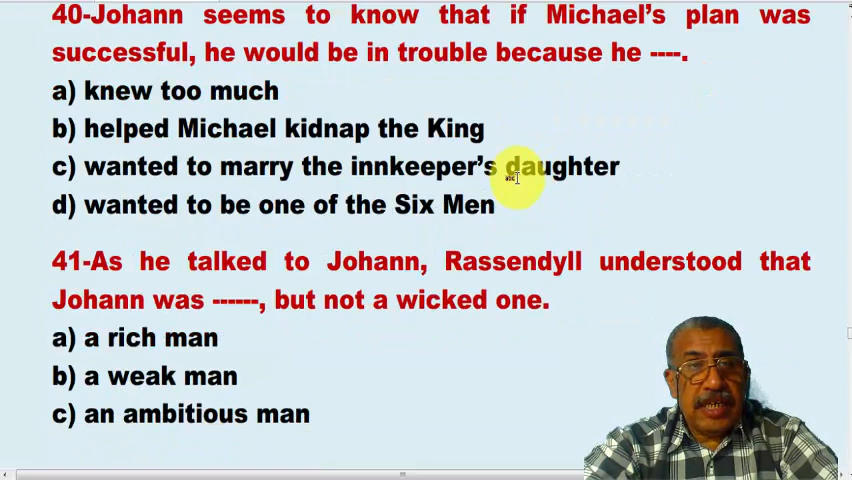 40-Johann seems to know that if Michael's plan was
successful, he would be in trouble because he ----.
a) knew too much
b) helped Michael kidnap the King
c) wanted to marry the innkeeper's daughter
d) wanted to be one of the Six Men
41-As he talked to Johann, Rassendyll understood that
Johann was ------, but not a wicked one.
a) a rich man
b) a weak man
c) an ambitious man